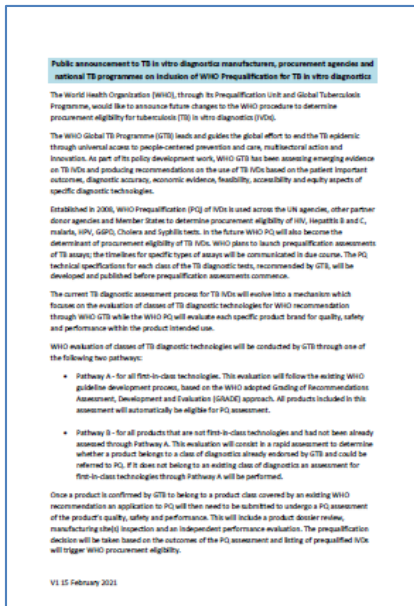 Public announcement to TB in vitro diagnostics manufacturers, procurement agencies and
national TB programmes on inclusion of WHO Prequalification for TB in vitro diagnostics
The World Health Organization (WHO), through its Prequalification Unit and Global Tuberculosis
Programme, would like to announce future changes to the WHO procedure to determine
procurement eligibility for tuberculosis (TB) in vitro diagnostics (IVDs).
The WHO Global TB Programme (GTB) leads and guides the global effort to end the TB epidemic
through universal access to people-centered prevention and care, multisectoral action and
innovation. As part of its policy development work, WHO GTB has been assessing emerging evidence
on TB IVDs and producing recommendations on the use of TB IVDs based on the patient important
outcomes, diagnostic accuracy, economic evidence, feasibility, accessibility and equity aspects of
specific diagnostic technologies.
Established in 2008, WHO Prequalification (PQ) of IVDs is used across the UN agencies, other partner
donor agencies and Member States to determine procurement eligibility of HIV, Hepatitis B and C,
malaria, HPV, G6PD, Cholera and Syphilis tests. In the future WHO PQ will also become the
determinant of procurement eligibility of TB IVDs. WHO plans to launch prequalification assessments
of TB assays; the timelines for specific types of assays will be communicated in due course. The PQ
technical specifications for each class of the TB diagnostic tests, recommended by GTB, will be
developed and published before prequalification assessments commence.
The current TB diagnostic assessment process for TB IVDs will evolve into a mechanism which
focuses on the evaluation of classes of TB diagnostic technologies for WHO recommendation
through WHO GTB while the WHO PQ will evaluate each specific product brand for quality, safety
and performance within the product intended use.
WHO evaluation of classes of TB diagnostic technologies will be conducted by GTB through one of
the following two pathways:
• Pathway A - for all first-in-class technologies. This evaluation will follow the existing WHO
guideline development process, based on the WHO adopted Grading of Recommendations
Assessment, Development and Evaluation (GRADE) approach. All products included in this
assessment will automatically be eligible for PQ assessment.
• Pathway B - for all products that are not first-in-class technologies and had not been already
assessed through Pathway A. This evaluation will consist in a rapid assessment to determine
whether a product belongs to a class of diagnostics already endorsed by GTB and could be
referred to PQ. If it does not belong to an existing class of diagnostics an assessment for
first-in-class technologies through Pathway A will be performed.
Once a product is confirmed by GTB to belong to a product class covered by an existing WHO
recommendation an application to PQ will then need to be submitted to undergo a PQ assessment
of the product's quality, safety and performance. This will include a product dossier review,
manufacturing site(s) inspection and an independent performance evaluation. The prequalification
decision will be taken based on the outcomes of the PQ assessment and listing of prequalified IVDs
will trigger WHO procurement eligibility.
V1 15 February 2021